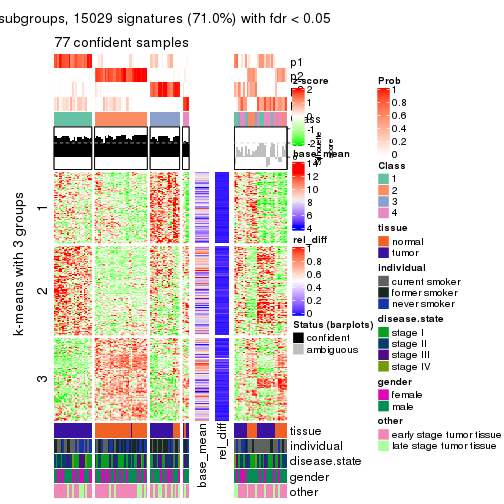 subgroups, 15029 signatures (71.0%) with fdr < 0.05
77 confident samples
p1
p2
z-score
2
1
-2
base_mean
14
12
10
8
6
4
rel_diff
1
0.8
0.6
0.4
0.2
0
Status (barplots)
confident
ambiguous
Prob
1
0.8
0.6
0.4
0.2
0
Class
1
2
3
4
tissue
normal
tumor
individual
current smoker
former smoker
never smoker
disease.state
stage I
stage II
stage III
stage IV
gender
female
male
other
early stage tumor tissue
late stage tumor tissue
k-means with 3 groups
1
2
3
base_mean
rel_diff
tissue
individual
disease.state
gender
other